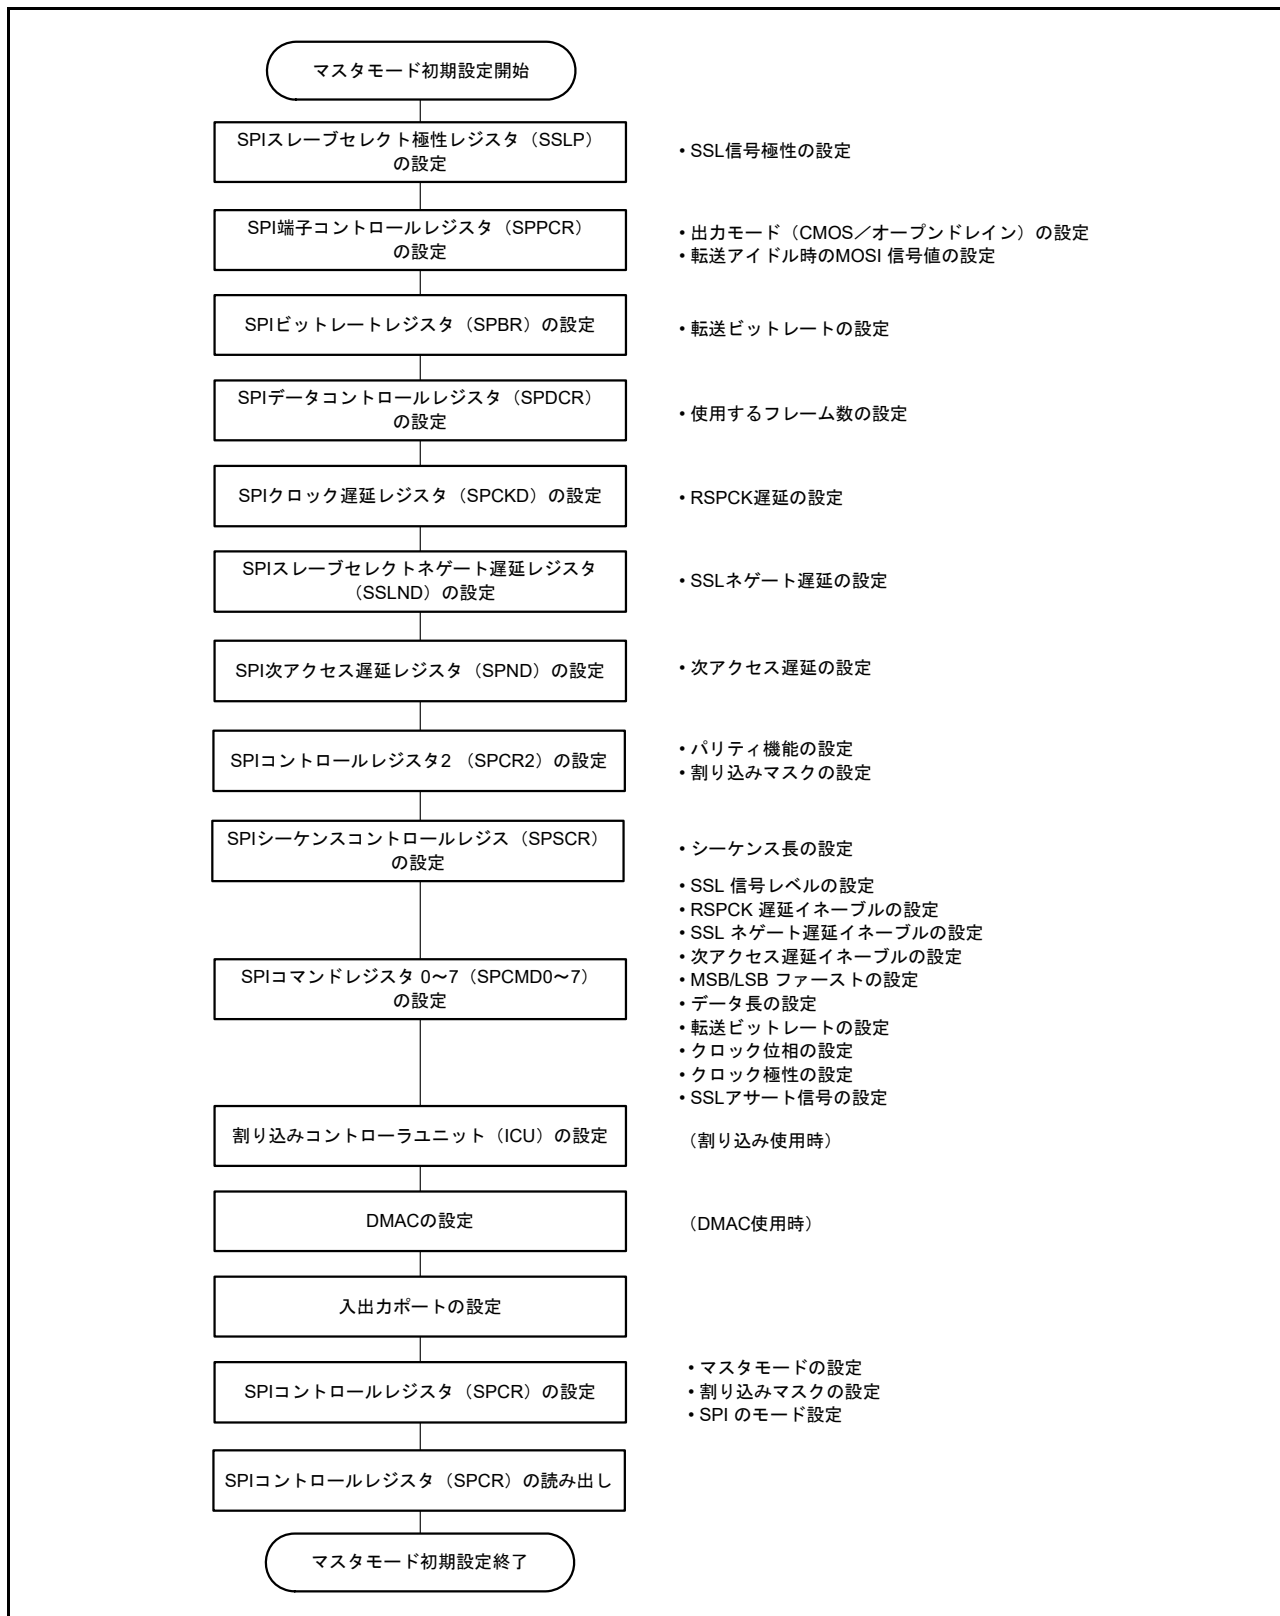 マスタモード初期設定開始
SPIスレーブセレクト極性レジスタ（SSLP）
の設定
• SSL信号極性の設定
SPI端子コントロールレジスタ（SPPCR）
の設定
• 出力モード（CMOS／オープンドレイン）の設定
• 転送アイドル時のMOSI 信号値の設定
SPIビットレートレジスタ（SPBR）の設定
• 転送ビットレートの設定
SPIデータコントロールレジスタ（SPDCR）
の設定
• 使用するフレーム数の設定
SPIクロック遅延レジスタ（SPCKD）の設定
• RSPCK遅延の設定
SPIスレーブセレクトネゲート遅延レジスタ
（SSLND）の設定
• SSLネゲート遅延の設定
SPI次アクセス遅延レジスタ（SPND）の設定
• 次アクセス遅延の設定
SPIコントロールレジスタ2 （SPCR2）の設定
• パリティ機能の設定
• 割り込みマスクの設定
SPIシーケンスコントロールレジス（SPSCR）
の設定
• シーケンス長の設定
SPIコマンドレジスタ 0～7（SPCMD0～7）
の設定
• SSL 信号レベルの設定
• RSPCK 遅延イネーブルの設定
• SSL ネゲート遅延イネーブルの設定
• 次アクセス遅延イネーブルの設定
• MSB/LSB ファーストの設定
• データ長の設定
• 転送ビットレートの設定
• クロック位相の設定
• クロック極性の設定
• SSLアサート信号の設定
割り込みコントローラユニット（ICU）の設定
（割り込み使用時）
DMACの設定
（DMAC使用時）
入出力ポートの設定
SPIコントロールレジスタ（SPCR）の設定
• マスタモードの設定
• 割り込みマスクの設定
• SPI のモード設定
SPIコントロールレジスタ（SPCR）の読み出し
マスタモード初期設定終了